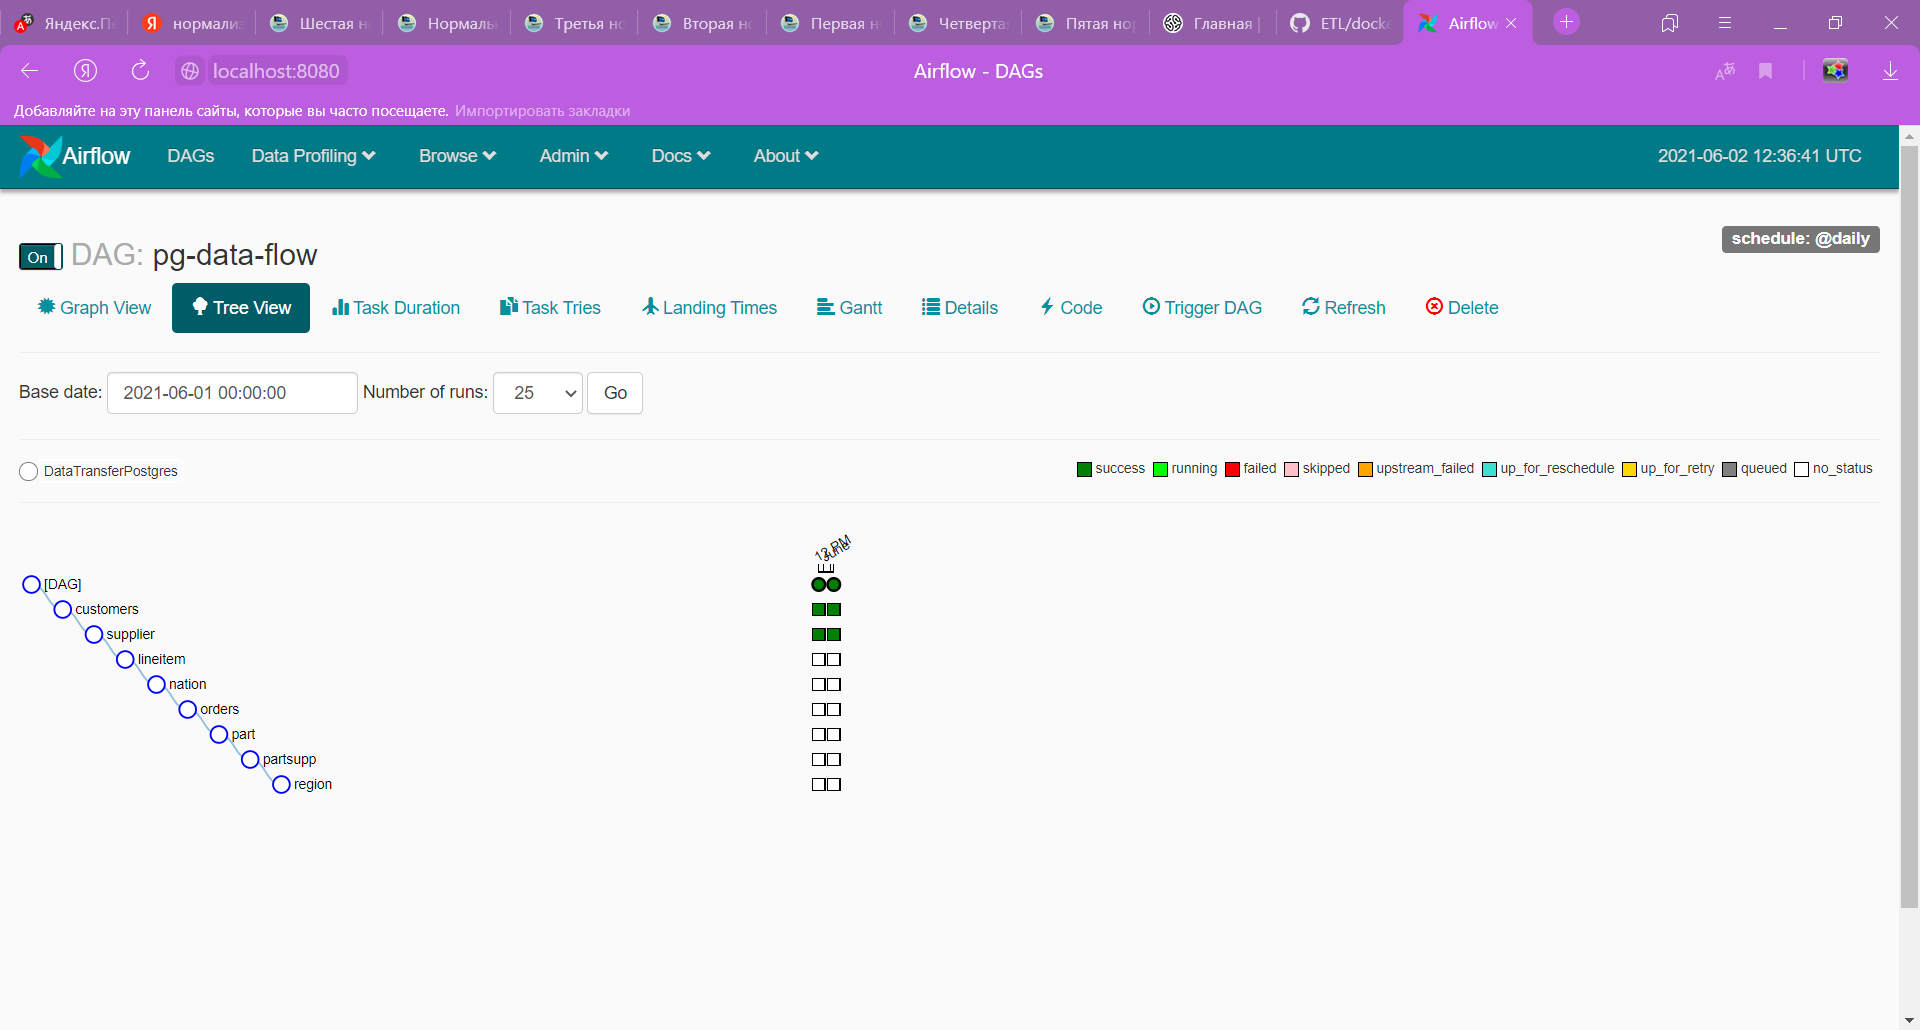 Яндекс.П
нормализ
Шестая н
Нормаль
Третья но
Вторая но
Первая н
Четверта
Пятая но
Главная |
ETL/docke
Airflow
localhost:8080
Airflow - DAGs
Добавляйте на эту панель сайты, которые вы часто посещаете. Импортировать закладки
Airflow DAGs Data Profiling Browse Admin Docs About 2021-06-02 12:36:41 UTC
schedule: @daily
On DAG: pg-data-flow
Graph View Tree View Task Duration Task Tries Landing Times Gantt Details Code Trigger DAG Refresh Delete
Base date: 2021-06-01 00:00:00 Number of runs: 25 Go
DataTransferPostgres success running failed skipped upstream_failed up_for_reschedule up_for_retry queued no_status
12 PM
June
[DAG]
customers
supplier
lineitem
nation
orders
part
partsupp
region